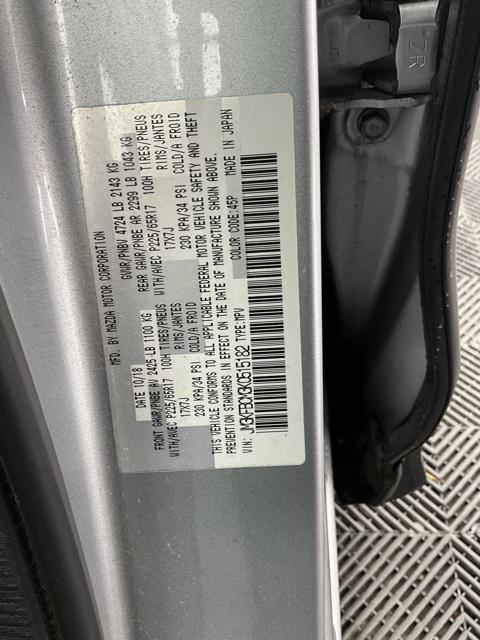 MFD. BY MAZDA MOTOR CORPORATION
DATE 10/18 GVWR/PNBV 4724 LB 2143 KG
FRONT GAWR/PNBE AV 2425 LB 1100 KG REAR GAWR/PNBE AR 2299 LB 1043 KG
WITH/AVEC P225/65R17 100H TIRES/PNEUS WITH/AVEC P225/65R17 100H TIRES/PNEUS
17X7J RIMS/JANTES 17X7J RIMS/JANTES
230 KPA/34 PSI COLD/A FROID 230 KPA/34 PSI COLD/A FROID
THIS VEHICLE CONFORMS TO ALL APPLICABLE FEDERAL MOTOR VEHICLE SAFETY AND THEFT
PREVENTION STANDARDS IN EFFECT ON THE DATE OF MANUFACTURE SHOWN ABOVE.
VIN: JM3KFBCM3K0515182 TYPE:MPV COLOR CODE:45P MADE IN JAPAN
ZR